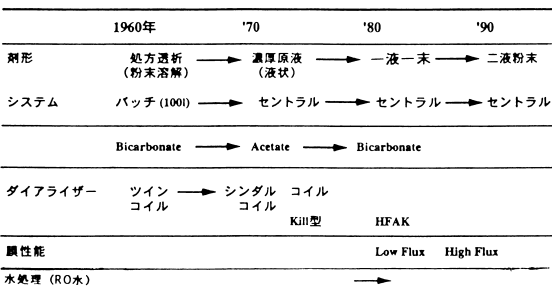 1960年 '70 '80 '90
剤形 処方透析 → 濃厚原液 → 一液一末 → 二液粉末
(粉末溶解) (液状)
システム バッチ (100l) → セントラル → セントラル → セントラル
Bicarbonate → Acetate → Bicarbonate
ダイアライザー ツイン → シンダル コイル
コイル コイル
Kill型 HFAK
膜性能 Low Flux High Flux
水処理 (RO水) →